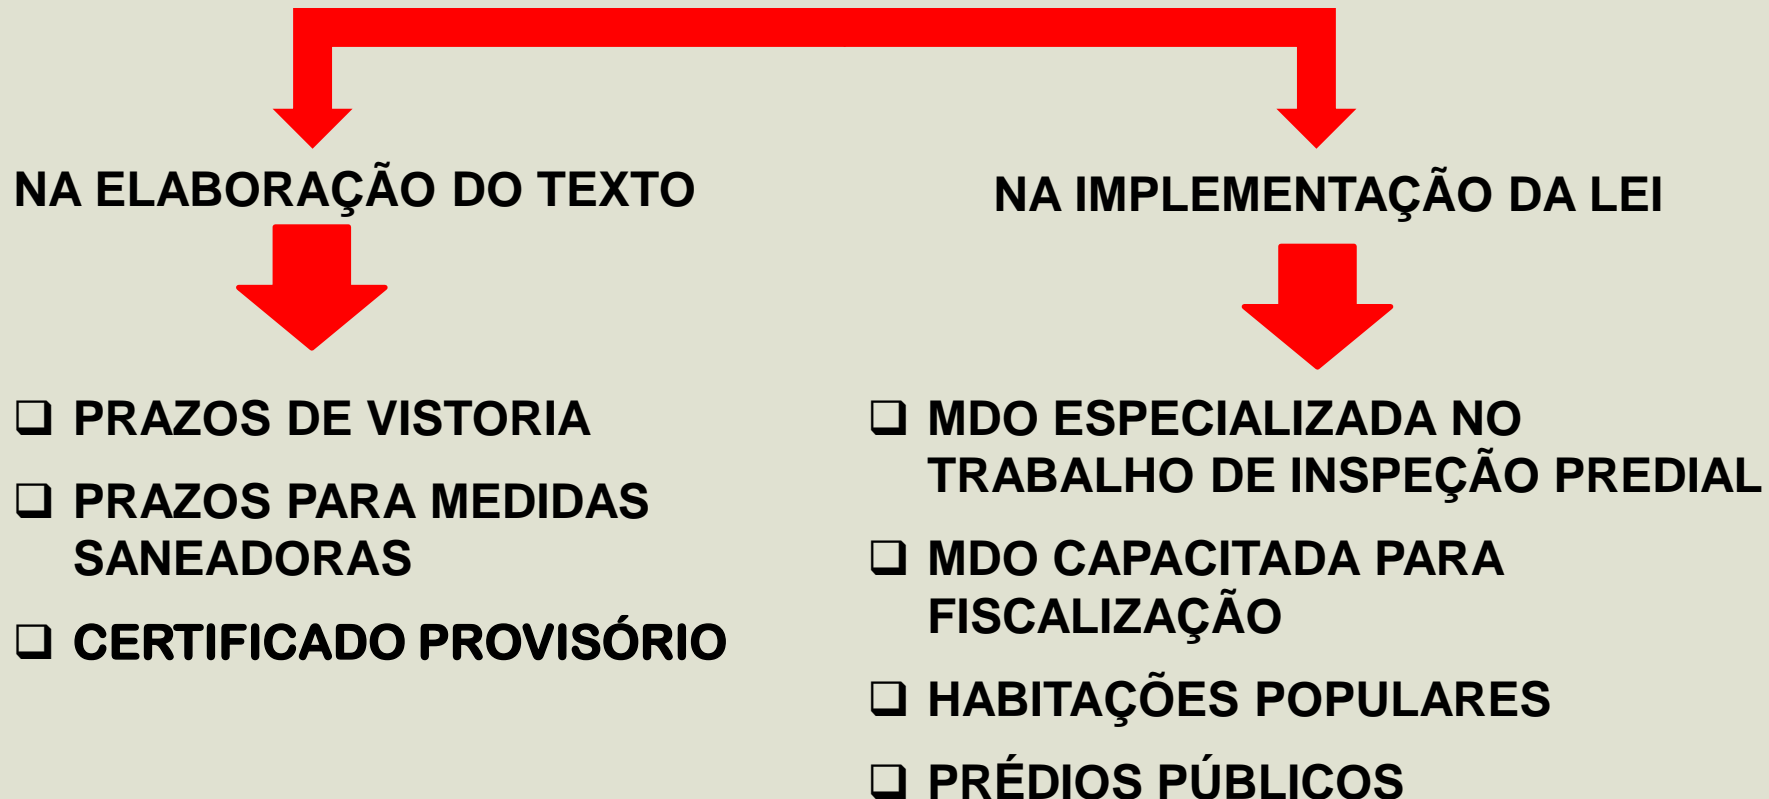 NA ELABORAÇÃO DO TEXTO
PRAZOS DE VISTORIA
PRAZOS PARA MEDIDAS
SANEADORAS
CERTIFICADO PROVISÓRIO
NA IMPLEMENTAÇÃO DA LEI
MDO ESPECIALIZADA NO
TRABALHO DE INSPEÇÃO PREDIAL
MDO CAPACITADA PARA
FISCALIZAÇÃO
HABITAÇÕES POPULARES
PRÉDIOS PÚBLICOS